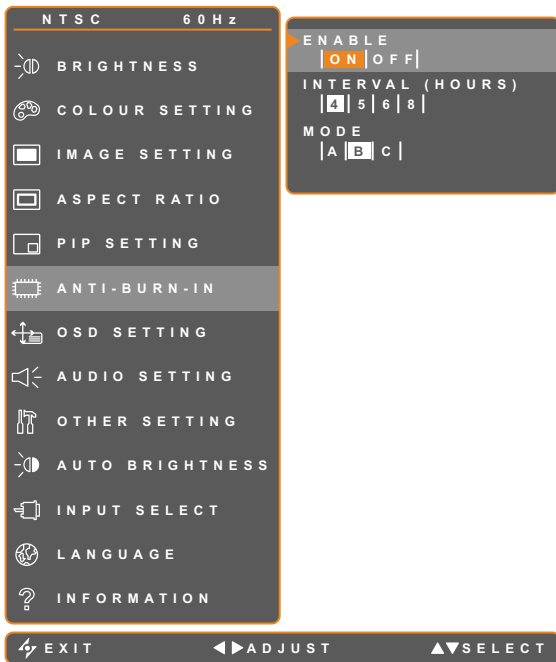 NTSC 60Hz
BRIGHTNESS
COLOUR SETTING
IMAGE SETTING
ASPECT RATIO
PIP SETTING
ANTI-BURN-IN
OSD SETTING
AUDIO SETTING
OTHER SETTING
AUTO BRIGHTNESS
INPUT SELECT
LANGUAGE
INFORMATION
ENABLE
ON OFF
INTERVAL (HOURS)
4 5 6 8
MODE
A B C
EXIT ADJUST SELECT